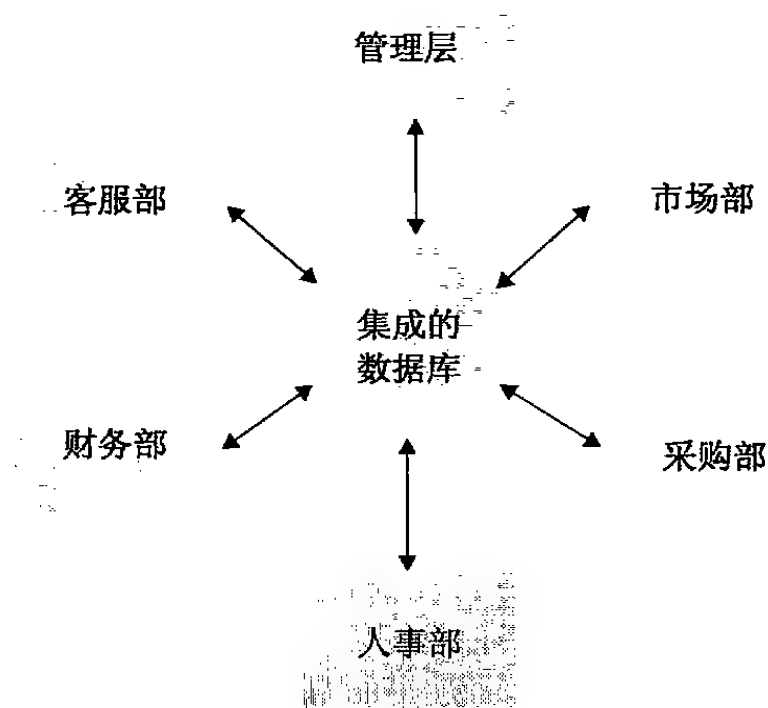 管理层
客服部
市场部
集成的
数据库
财务部
采购部
人事部